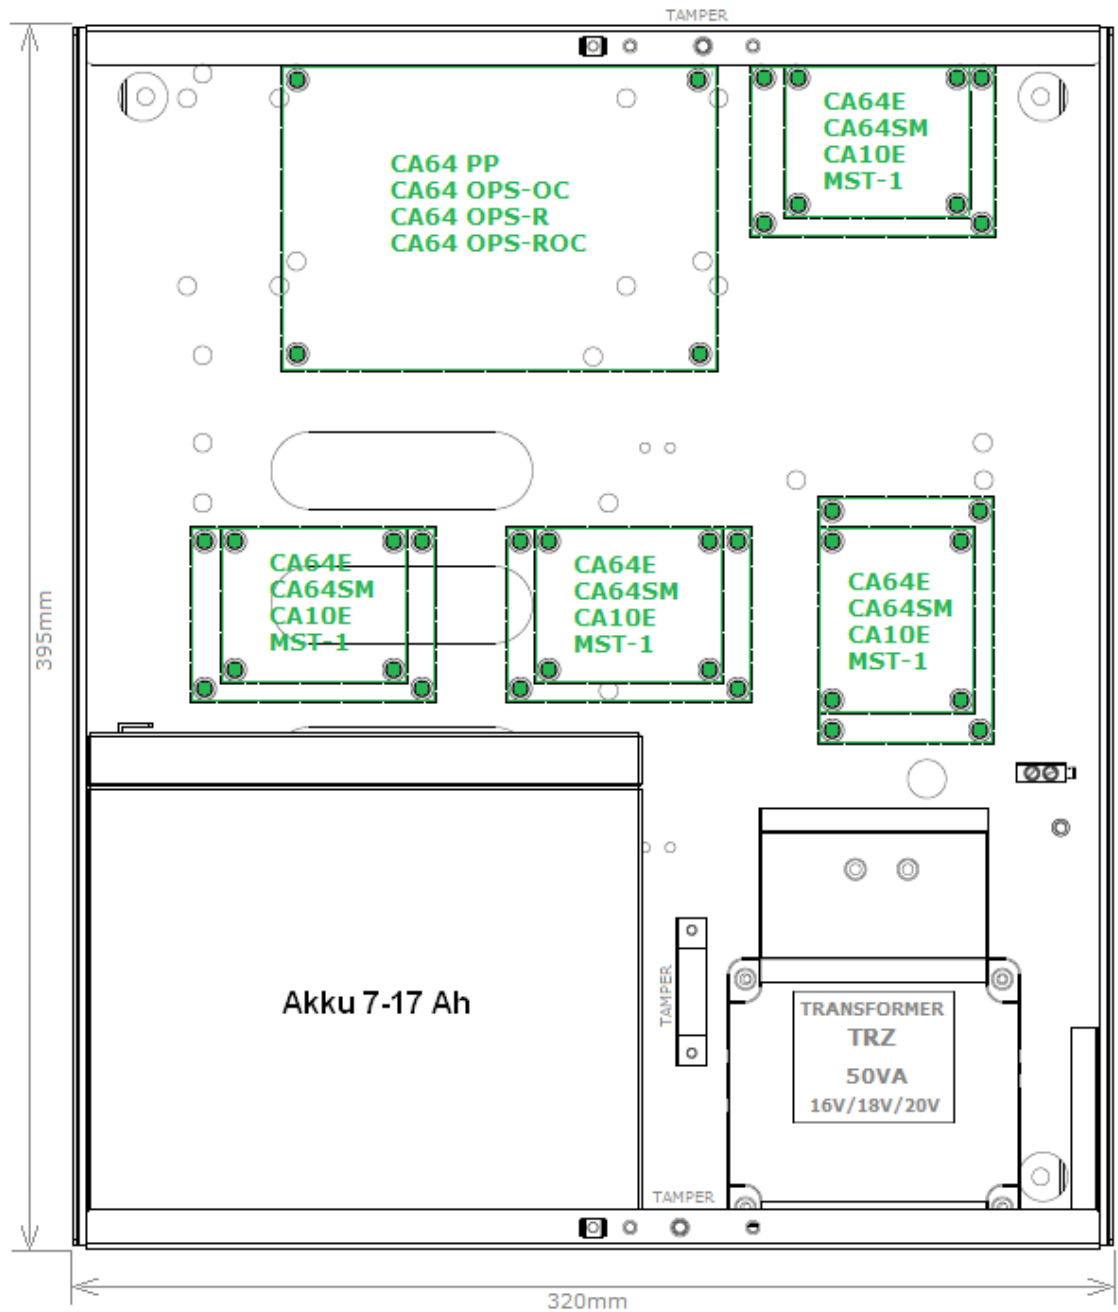 TAMPER
CA64 PP
CA64 OPS-OC
CA64 OPS-R
CA64 OPS-ROC
CA64E
CA64SM
CA10E
MST-1
395mm
CA64E
CA64SM
CA10E
MST-1
CA64E
CA64SM
CA10E
MST-1
CA64E
CA64SM
CA10E
MST-1
Akku 7-17 Ah
TAMPER
TRANSFORMER
TRZ
50VA
16V/18V/20V
TAMPER
320mm